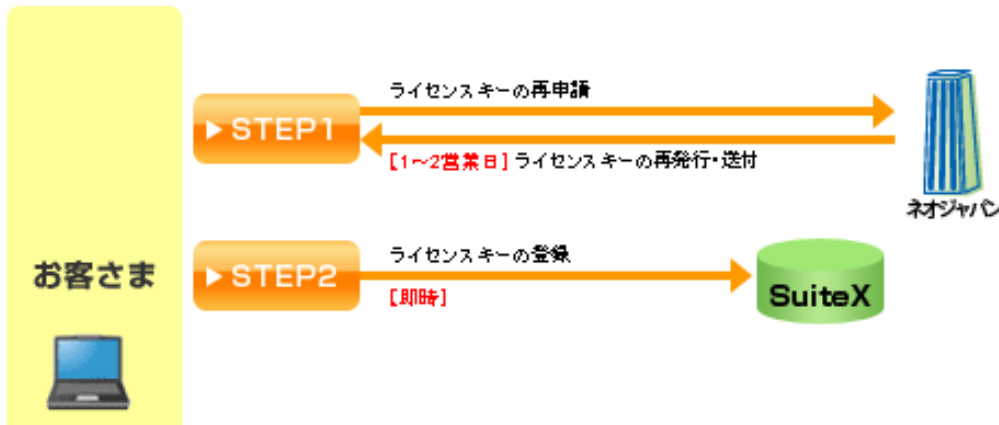 ライセンスキーの再申請
STEP1
[1～2営業日]ライセンスキーの再発行・送付
ネオジャパン
お客さま
ライセンスキーの登録
STEP2
[即時]
SuiteX